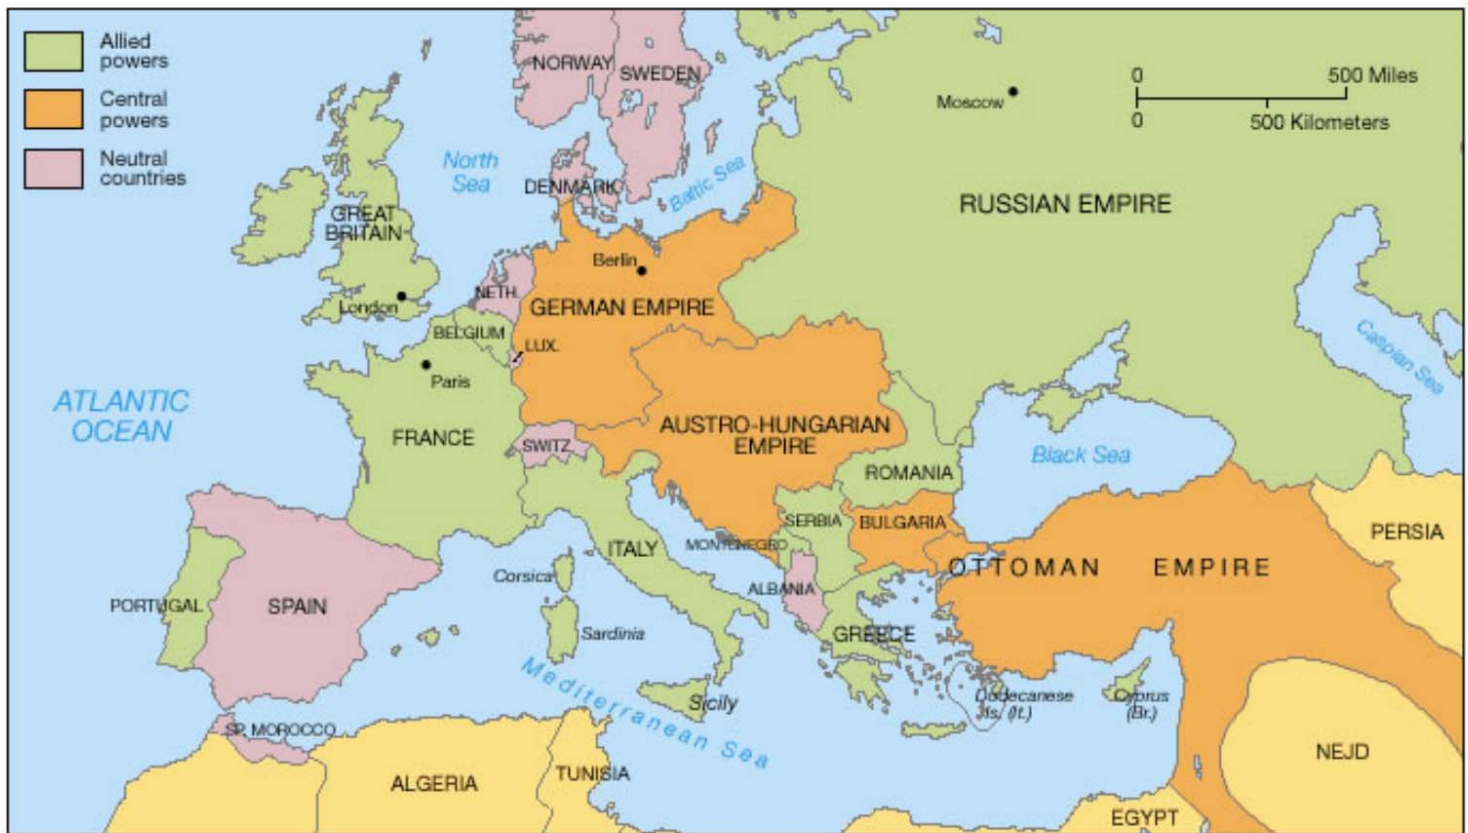 Allied
powers
Central
powers
Neutral
countries
NORWAY
SWEDEN
0
500 Miles
0
500 Kilometers
Moscow
North
Sea
DENMARK
Baltic Sea
RUSSIAN EMPIRE
GREAT
BRITAIN
London
NETH.
Berlin
GERMAN EMPIRE
BELGIUM
LUX.
Paris
Caspian Sea
ATLANTIC
OCEAN
FRANCE
SWITZ.
AUSTRO-HUNGARIAN
EMPIRE
Black Sea
ROMANIA
SERBIA
BULGARIA
PERSIA
MONTENEGRO
ITALY
OTTOMAN EMPIRE
Corsica
ALBANIA
PORTUGAL
SPAIN
Sardinia
GREECE
Mediterranean Sea
Sicily
Dodecanese
Is. (It.)
Cyprus
(Br.)
SP. MOROCCO
ALGERIA
TUNISIA
NEJD
EGYPT